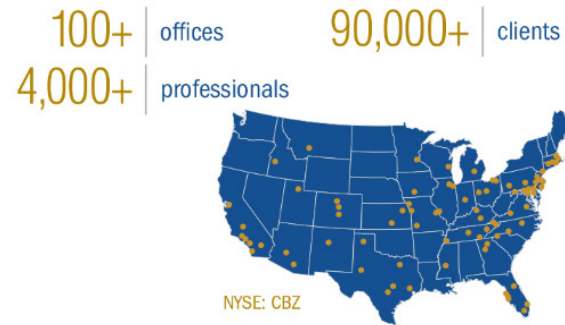 100+ offices
90,000+ clients
4,000+ professionals
NYSE: CBZ